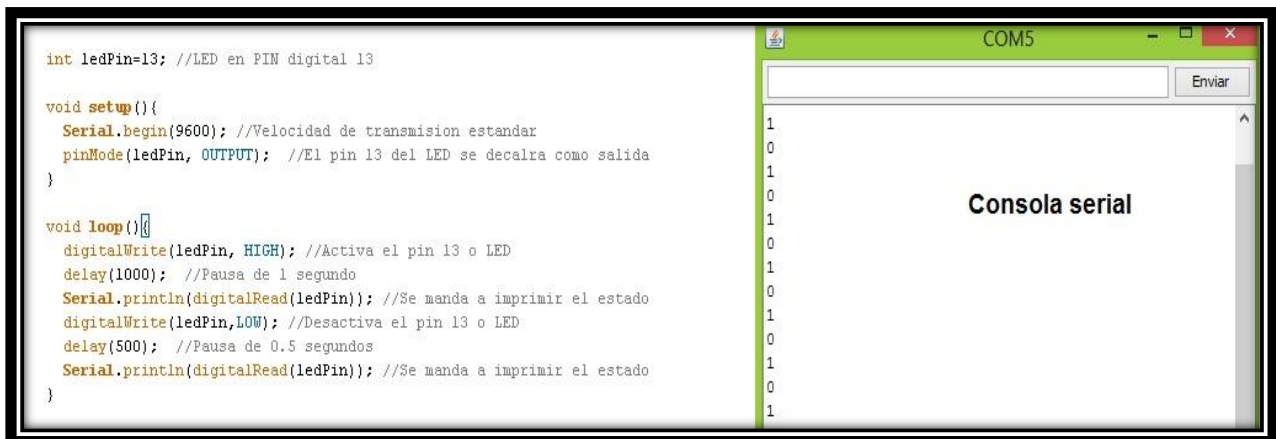 int ledPin=13; //LED en PIN digital 13
void setup(){
Serial.begin(9600); //Velocidad de transmision estandar
pinMode(ledPin, OUTPUT); //El pin 13 del LED se decalra como salida
}
void loop(){
digitalWrite(ledPin, HIGH); //Activa el pin 13 o LED
delay(1000); //Pausa de 1 segundo
Serial.println(digitalRead(ledPin)); //Se manda a imprimir el estado
digitalWrite(ledPin,LOW); //Desactiva el pin 13 o LED
delay(500); //Pausa de 0.5 segundos
Serial.println(digitalRead(ledPin)); //Se manda a imprimir el estado
}
COM5
Enviar
1
0
1
0
Consola serial
1
0
1
0
1
0
1
0
1